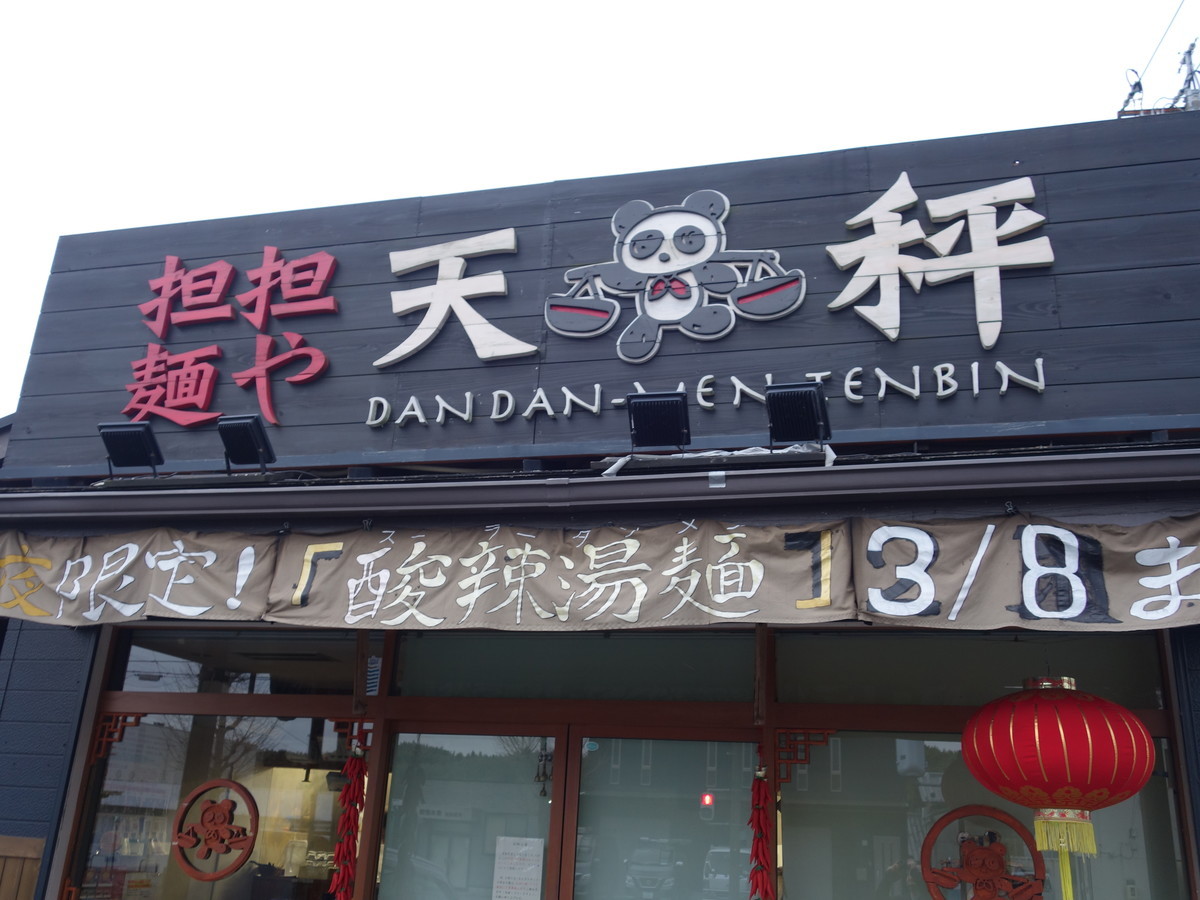 担担
麺や
天秤
DANDAN-MEN TENBIN
スーラータンメン
夜限定!「酸辣湯麺」3/8ま